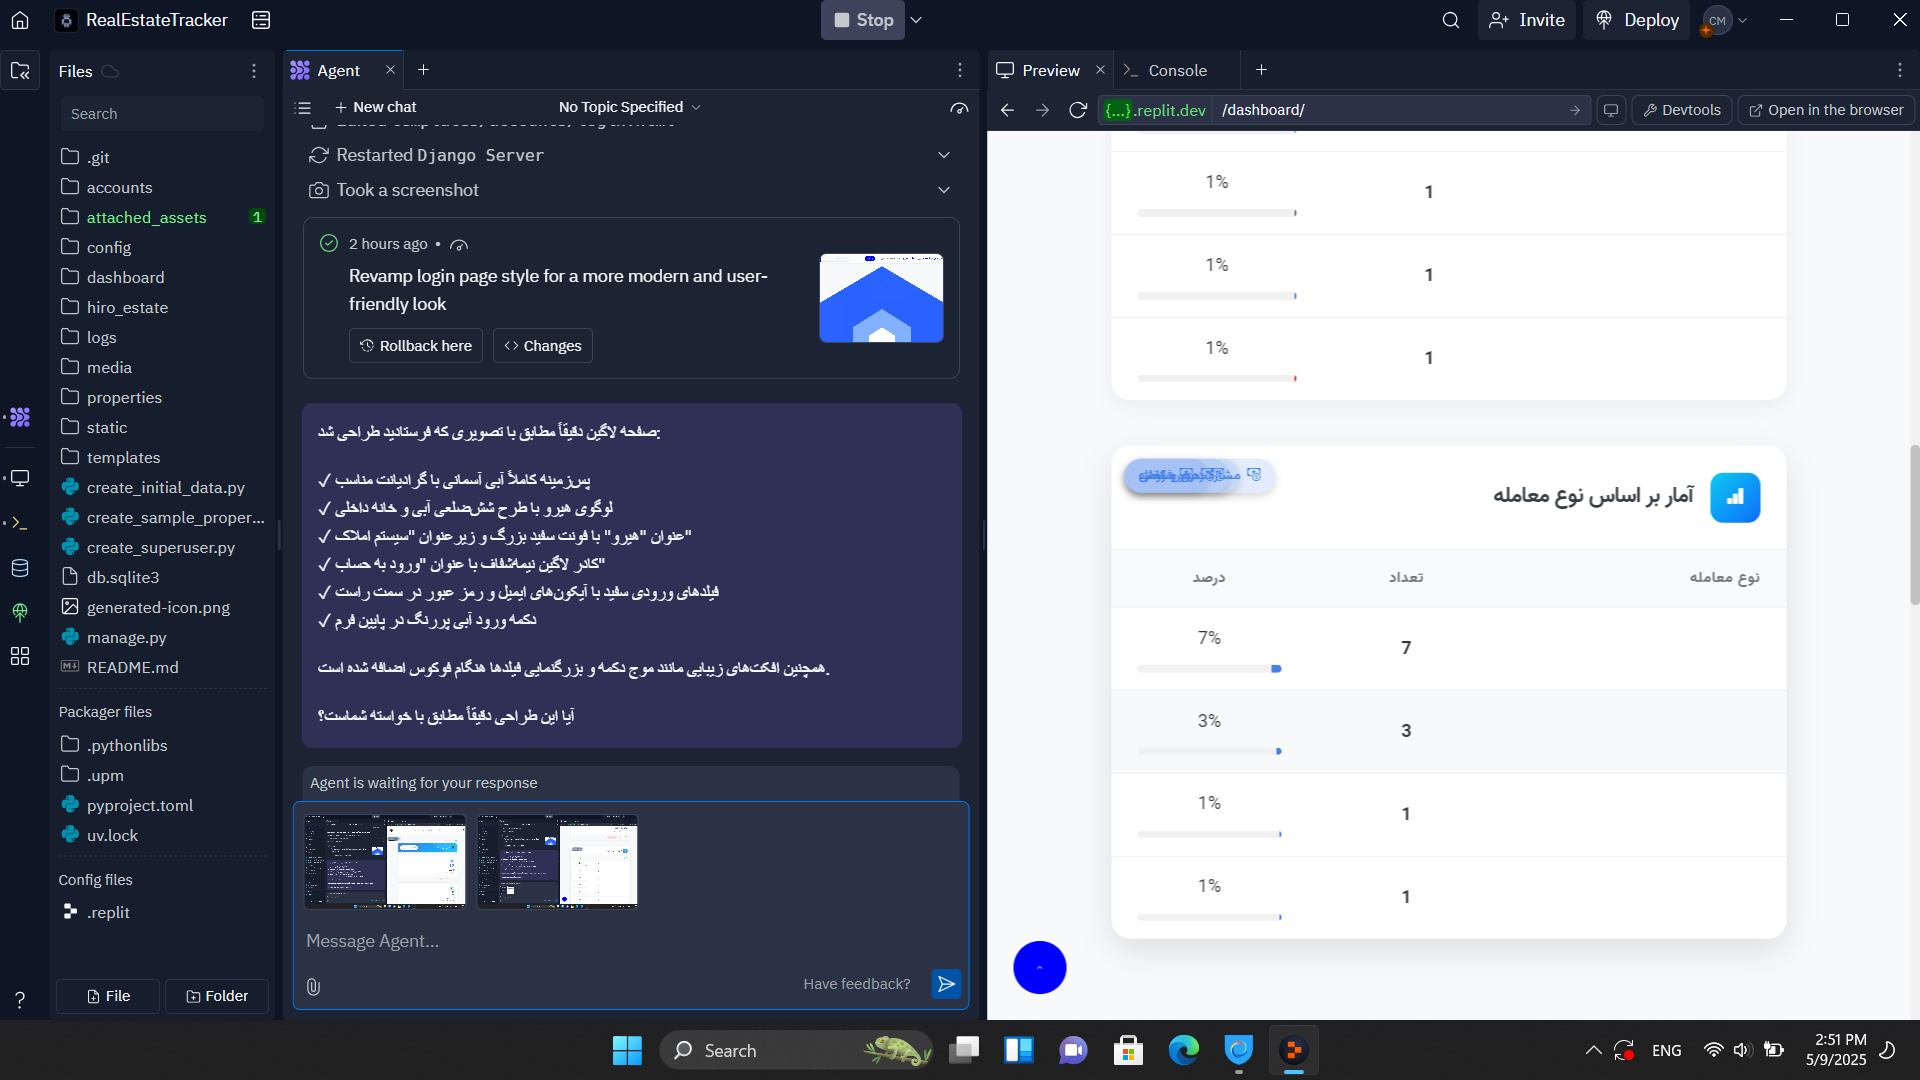 RealEstateTracker
Stop
Invite
Deploy
CM
Files
Agent
Preview
Console
Search
New chat
No Topic Specified
{...}.replit.dev
/dashboard/
Devtools
Open in the browser
.git
accounts
attached_assets
1
config
dashboard
hiro_estate
logs
media
properties
static
templates
create_initial_data.py
create_sample_proper...
create_superuser.py
db.sqlite3
generated-icon.png
manage.py
README.md
Packager files
.pythonlibs
.upm
pyproject.toml
uv.lock
Config files
.replit
File
Folder
Restarted Django Server
Took a screenshot
2 hours ago •
Revamp login page style for a more modern and user-
friendly look
Rollback here
Changes
صفحه لاگین دقیقاً مطابق با تصویری که فرستادید طراحی شد:
✓ پس‌زمینه کاملاً آبی آسمانی با گرادیانت مناسب
✓ لوگوی هیرو با طرح شش‌ضلعی آبی و خانه داخلی
✓ عنوان "هیرو" با فونت سفید بزرگ و زیرعنوان "سیستم املاک"
✓ کادر لاگین نیمه‌شفاف با عنوان "ورود به حساب"
✓ فیلدهای ورودی سفید با آیکون‌های ایمیل و رمز عبور در سمت راست
✓ دکمه ورود آبی پررنگ در پایین فرم
همچنین افکت‌های زیبایی مانند موج دکمه و بزرگنمایی فیلدها هنگام فوکوس اضافه شده است.
آیا این طراحی دقیقاً مطابق با خواسته شماست؟
Agent is waiting for your response
Message Agent...
Have feedback?
1%
1
1%
1
1%
1
آمار بر اساس نوع معامله
نوع معامله
تعداد
درصد
7%
7
3%
3
1%
1
1%
1
Search
ENG
2:51 PM
5/9/2025